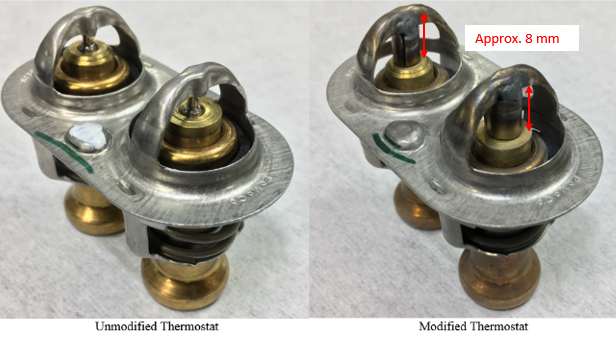 Approx. 8 mm
Unmodified Thermostat
Modified Thermostat